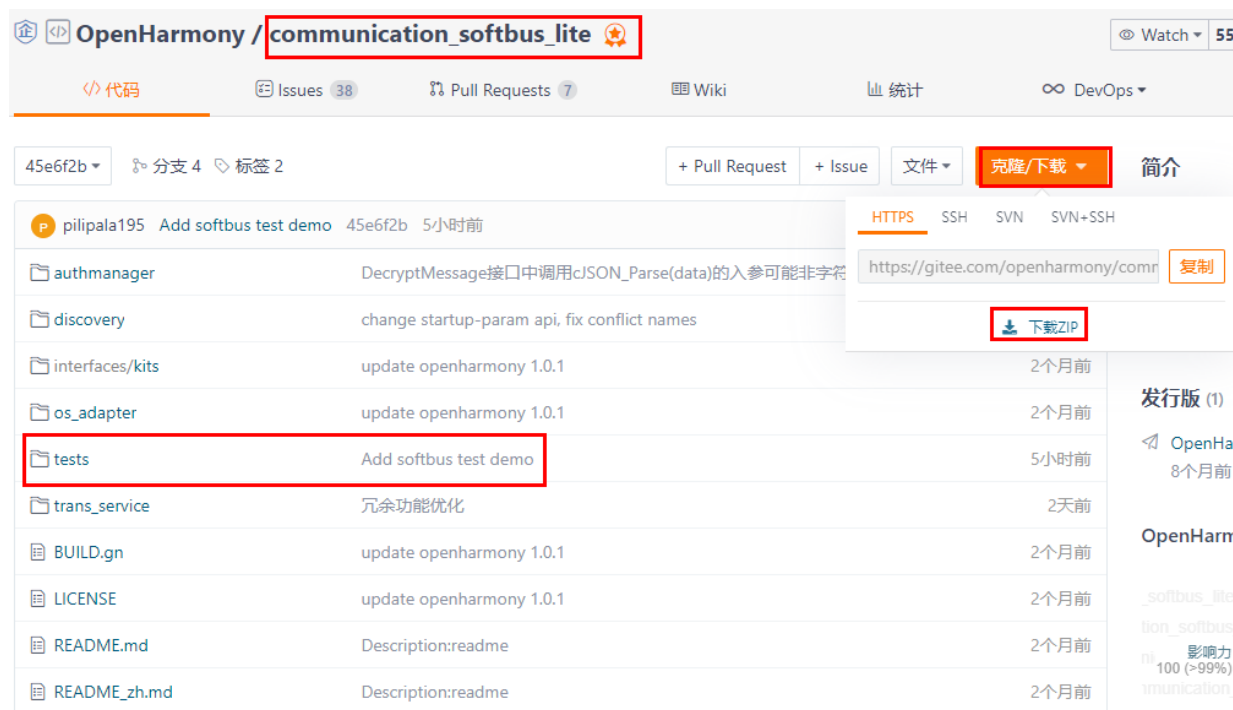 企 </> OpenHarmony / communication_softbus_lite
Watch 55
</> 代码 Issues 38 Pull Requests 7 Wiki 统计 DevOps
45e6f2b 分支 4 标签 2 + Pull Request + Issue 文件 克隆/下载 简介
P pilipala195 Add softbus test demo 45e6f2b 5小时前
HTTPS SSH SVN SVN+SSH
https://gitee.com/openharmony/comm 复制
下载ZIP
authmanager DecryptMessage接口中调用cJSON_Parse(data)的入参可能非字符
discovery change startup-param api, fix conflict names
interfaces/kits update openharmony 1.0.1 2个月前
os_adapter update openharmony 1.0.1 2个月前
发行版 (1)
tests Add softbus test demo 5小时前
OpenHa
8个月前
trans_service 冗余功能优化 2天前
OpenHarm
BUILD.gn update openharmony 1.0.1 2个月前
LICENSE update openharmony 1.0.1 2个月前
_softbus_lite
tion_softbus
README.md Description:readme 2个月前
影响力
100 (>99%)
README_zh.md Description:readme 2个月前
mmunication_